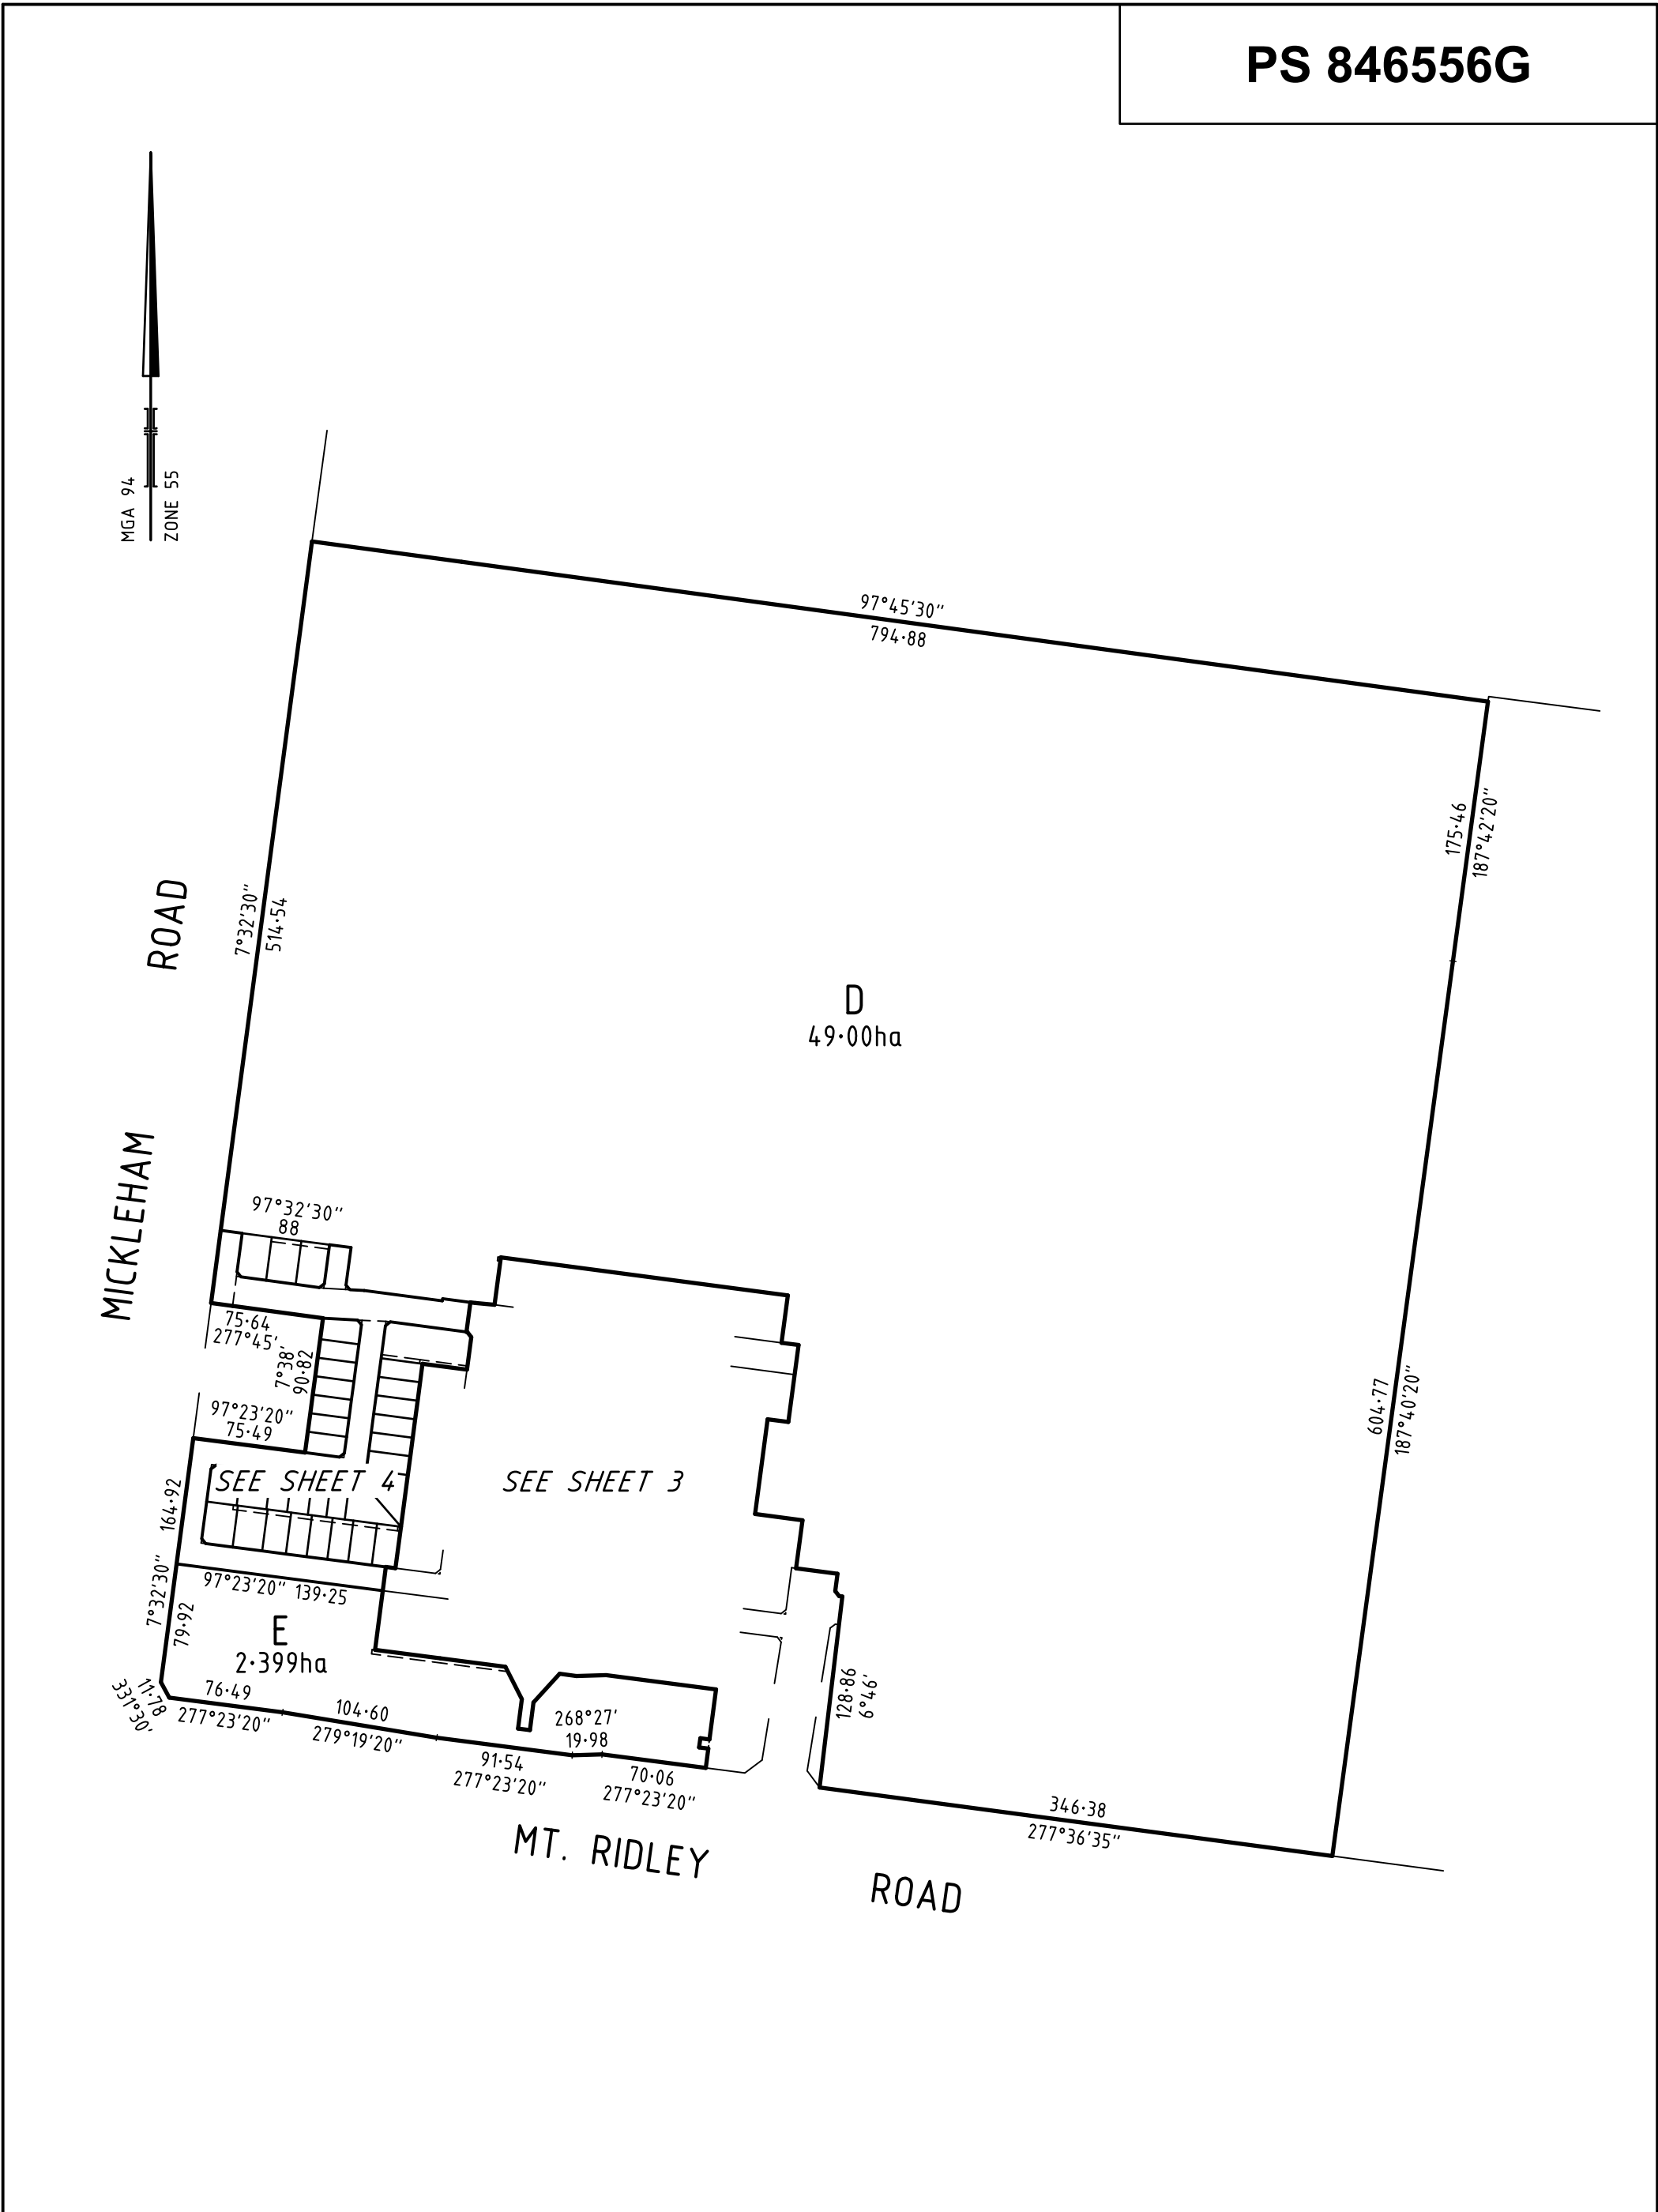 PS 846556G
MGA 94
ZONE 55
97°45'30"
794·88
175·46
187°42'20"
ROAD
7°32'30"
514·54
D
49·00ha
MICKLEHAM
97°32'30"
88
75·64
277°45'
7°38'
90·82
604·77
187°40'20"
97°23'20"
75·49
SEE SHEET 4
SEE SHEET 3
164·92
7°32'30"
97°23'20" 139·25
79·92
E
2·399ha
11·78
331°30'
76·49
277°23'20"
104·60
279°19'20"
268°27'
19·98
91·54
277°23'20"
70·06
277°23'20"
128·86
6°46'
346·38
277°36'35"
MT. RIDLEY
ROAD